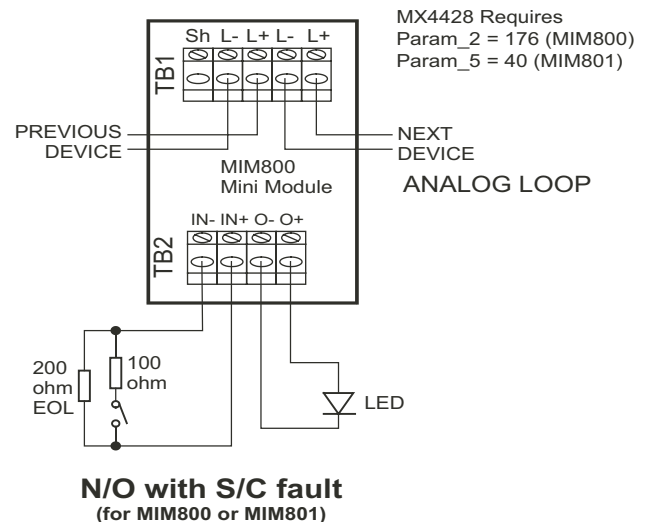 MX4428 Requires
Param_2 = 176 (MIM800)
Param_5 = 40 (MIM801)
Sh L- L+ L- L+
TB1
PREVIOUS
DEVICE
NEXT
DEVICE
MIM800
Mini Module
ANALOG LOOP
IN- IN+ O- O+
TB2
200
ohm
EOL
100
ohm
LED
N/O with S/C fault
(for MIM800 or MIM801)